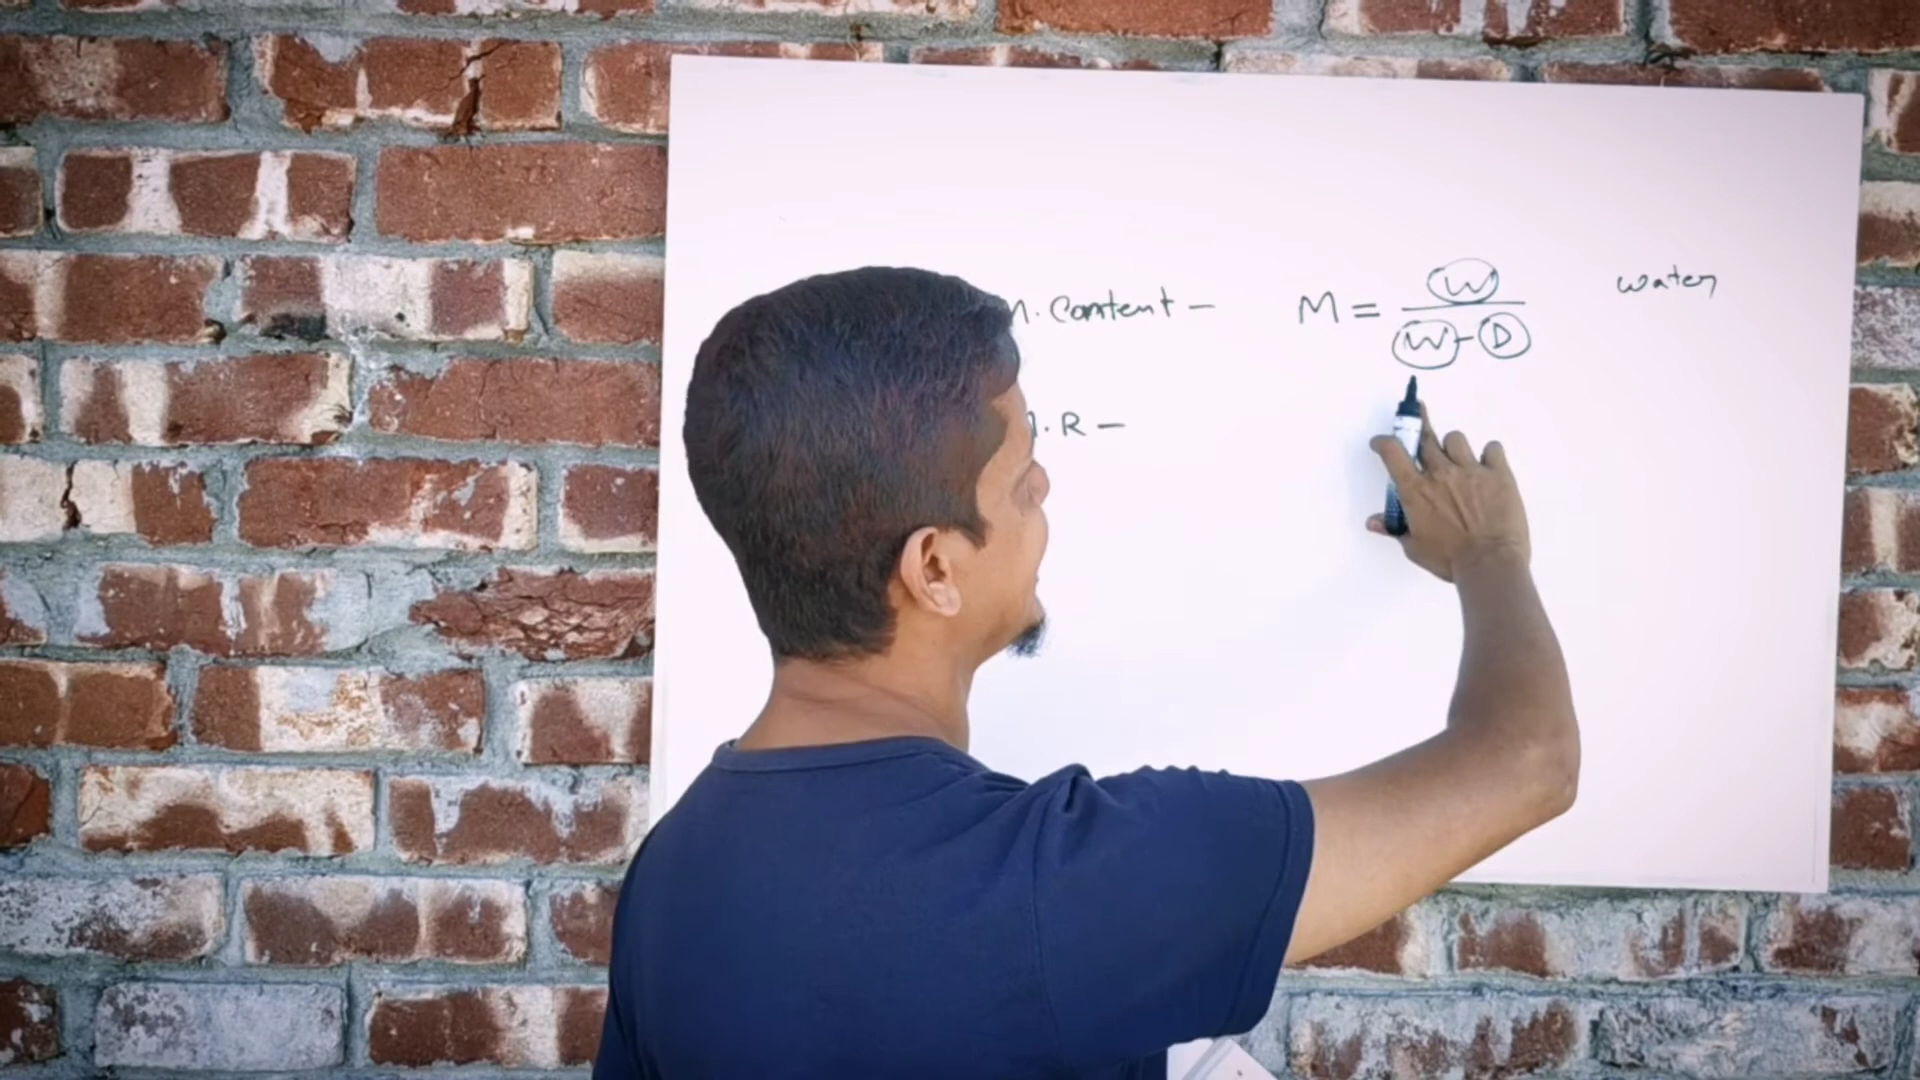 . Content - M = W / (W - D) water
. R -